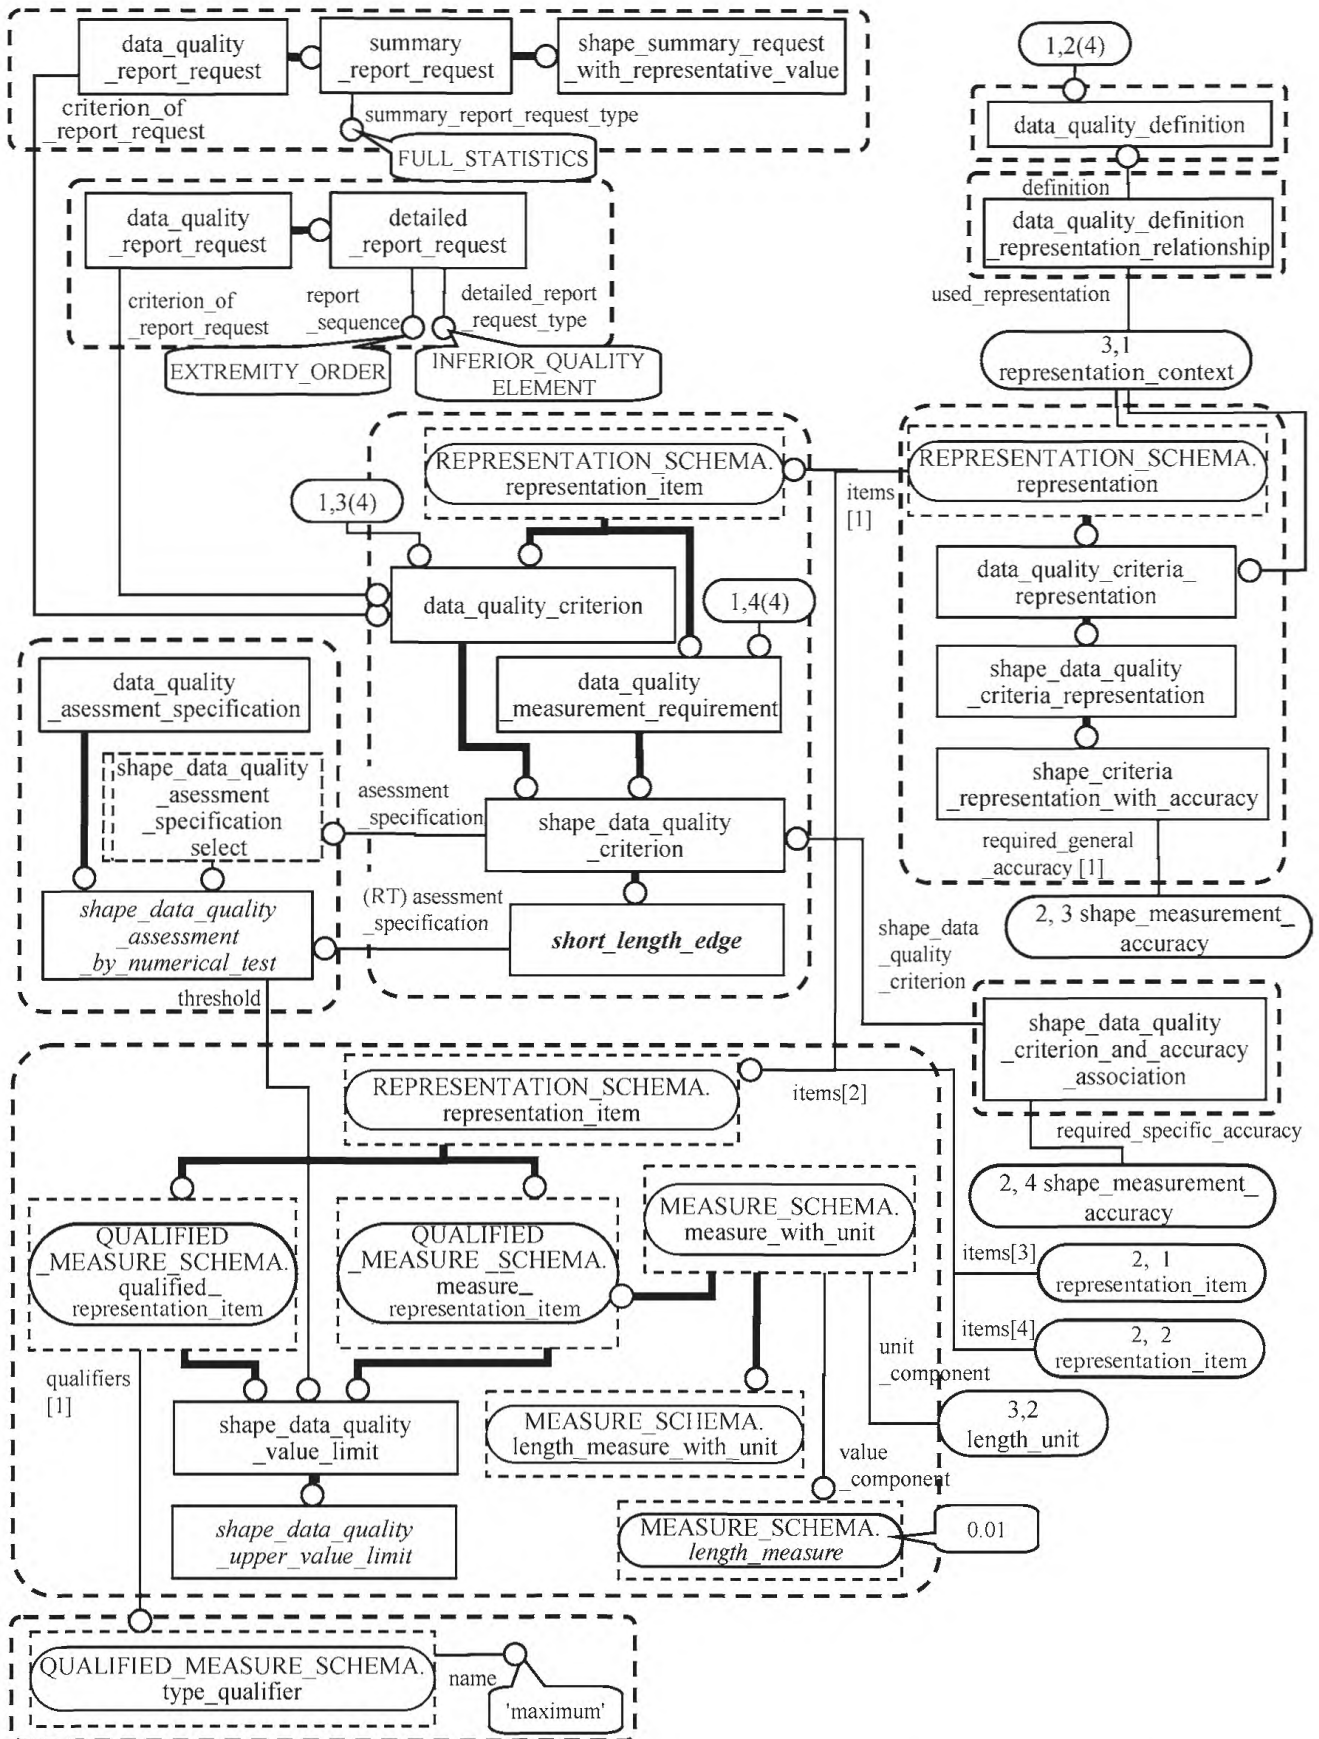 data_quality
_report_request
summary
_report_request
shape_summary_request
_with_representative_value
criterion_of
_report_request
summary_report_request_type
FULL_STATISTICS
1,2(4)
data_quality_definition
definition
data_quality_definition
_representation_relationship
used_representation
3,1
representation_context
data_quality
_report_request
detailed
_report_request
criterion_of
_report_request
report
_sequence
detailed_report
_request_type
EXTREMITY_ORDER
INFERIOR_QUALITY
ELEMENT
REPRESENTATION_SCHEMA.
representation_item
items
[1]
REPRESENTATION_SCHEMA.
representation
1,3(4)
data_quality_criterion
1,4(4)
data_quality_criteria_
representation
data_quality
_asessment_specification
data_quality
_measurement_requirement
shape_data_quality
_criteria_representation
shape_data_quality
_asessment
_specification
select
asessment
_specification
shape_data_quality
_criterion
shape_criteria
_representation_with_accuracy
required_general
_accuracy [1]
shape_data_quality
_assessment
_by_numerical_test
(RT) asessment
_specification
short_length_edge
2, 3 shape_measurement_
accuracy
shape_data
_quality
_criterion
threshold
shape_data_quality
_criterion_and_accuracy
_association
REPRESENTATION_SCHEMA.
representation_item
items[2]
required_specific_accuracy
2, 4 shape_measurement_
accuracy
QUALIFIED
_MEASURE_SCHEMA.
qualified_
representation_item
QUALIFIED
_MEASURE _SCHEMA.
measure_
representation_item
MEASURE_SCHEMA.
measure_with_unit
items[3]
2, 1
representation_item
items[4]
2, 2
representation_item
qualifiers
[1]
unit
_component
shape_data_quality
_value_limit
MEASURE_SCHEMA.
length_measure_with_unit
3,2
length_unit
value
_component
shape_data_quality
_upper_value_limit
MEASURE_SCHEMA.
length_measure
0.01
QUALIFIED_MEASURE_SCHEMA.
type_qualifier
name
'maximum'